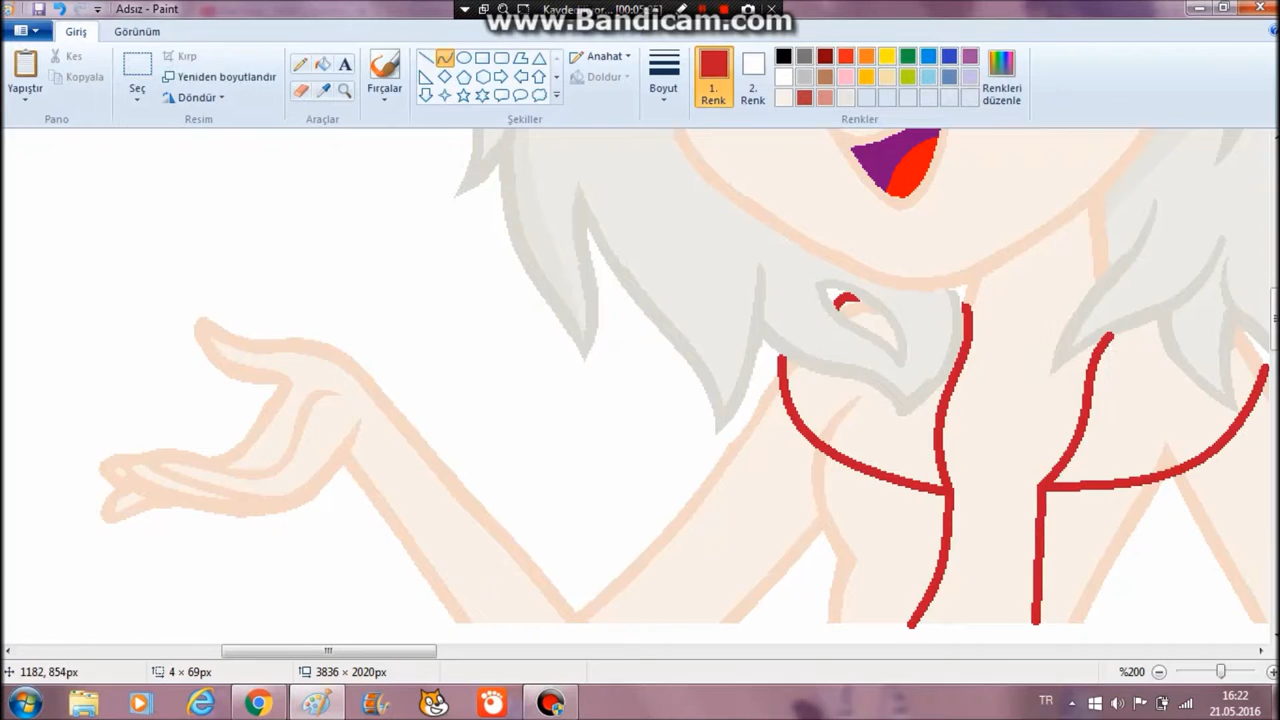 Adsız - Paint
www.Bandicam.com
Giriş
Görünüm
Yapıştır
Kes
Kopyala
Pano
Seç
Kırp
Yeniden boyutlandır
Döndür
Resim
Araçlar
Fırçalar
Anahat
Doldur
Şekiller
Boyut
1.
Renk
2.
Renk
Renkleri
düzenle
Renkler
1182, 854px
4 × 69px
3836 × 2020px
%200
TR
16:22
21.05.2016